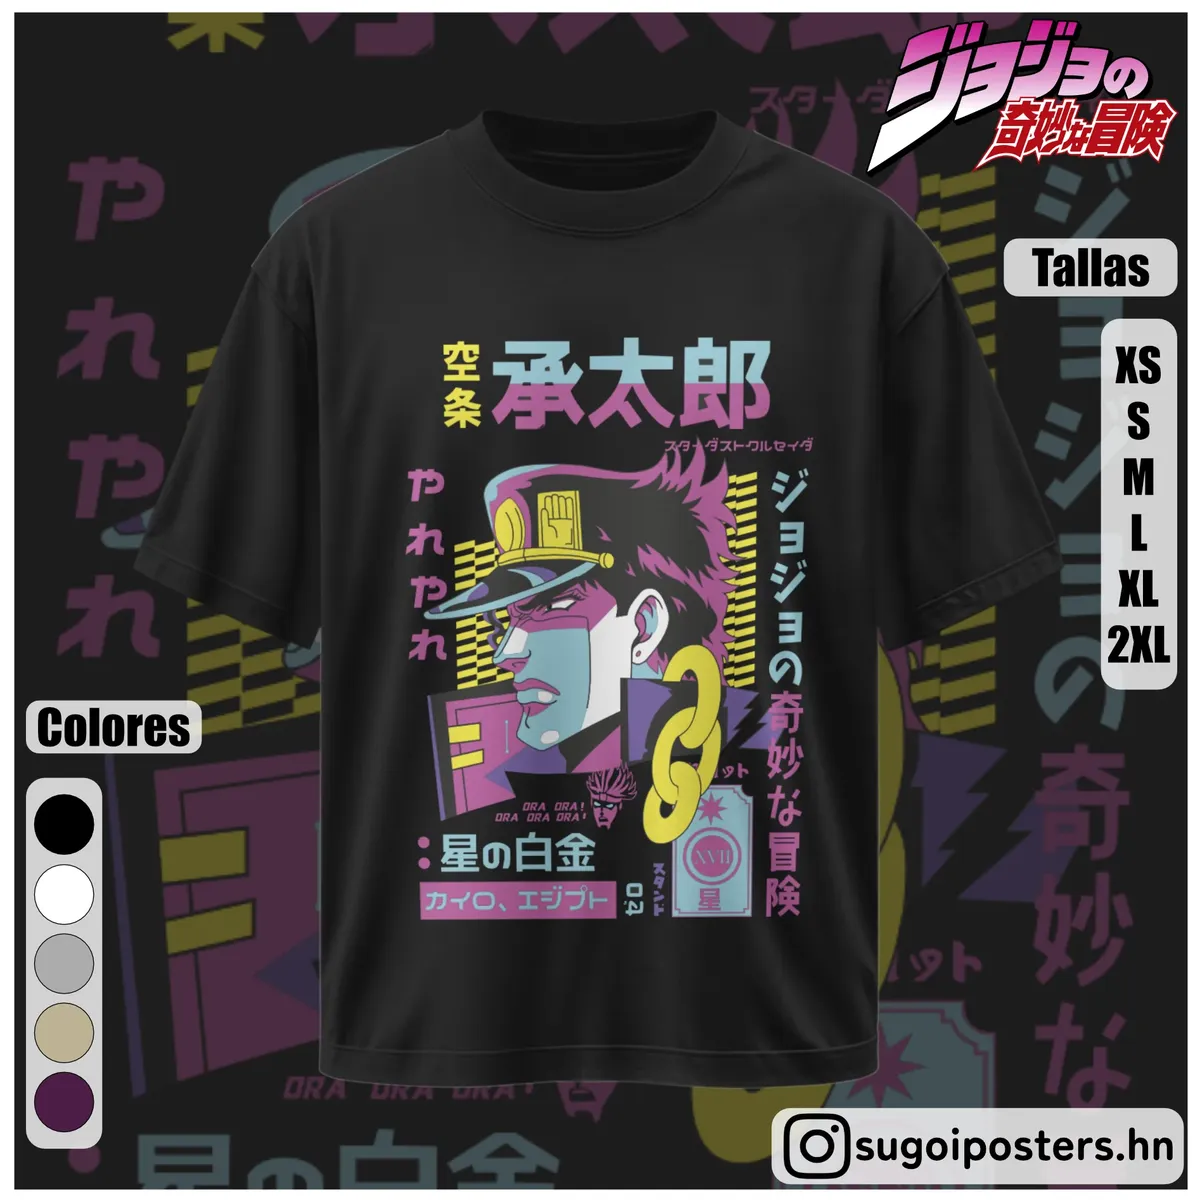 ジョジョの
奇妙な冒険
Tallas
XS
S
M
L
XL
2XL
Colores
空条
承太郎
スターダストクルセイダ
やれやれ
ジョジョの奇妙な冒険
ORA ORA!
ORA ORA ORA!
:星の白金
カイロ、エジプト
スタンド
XVII
星
sugoiposters.hn